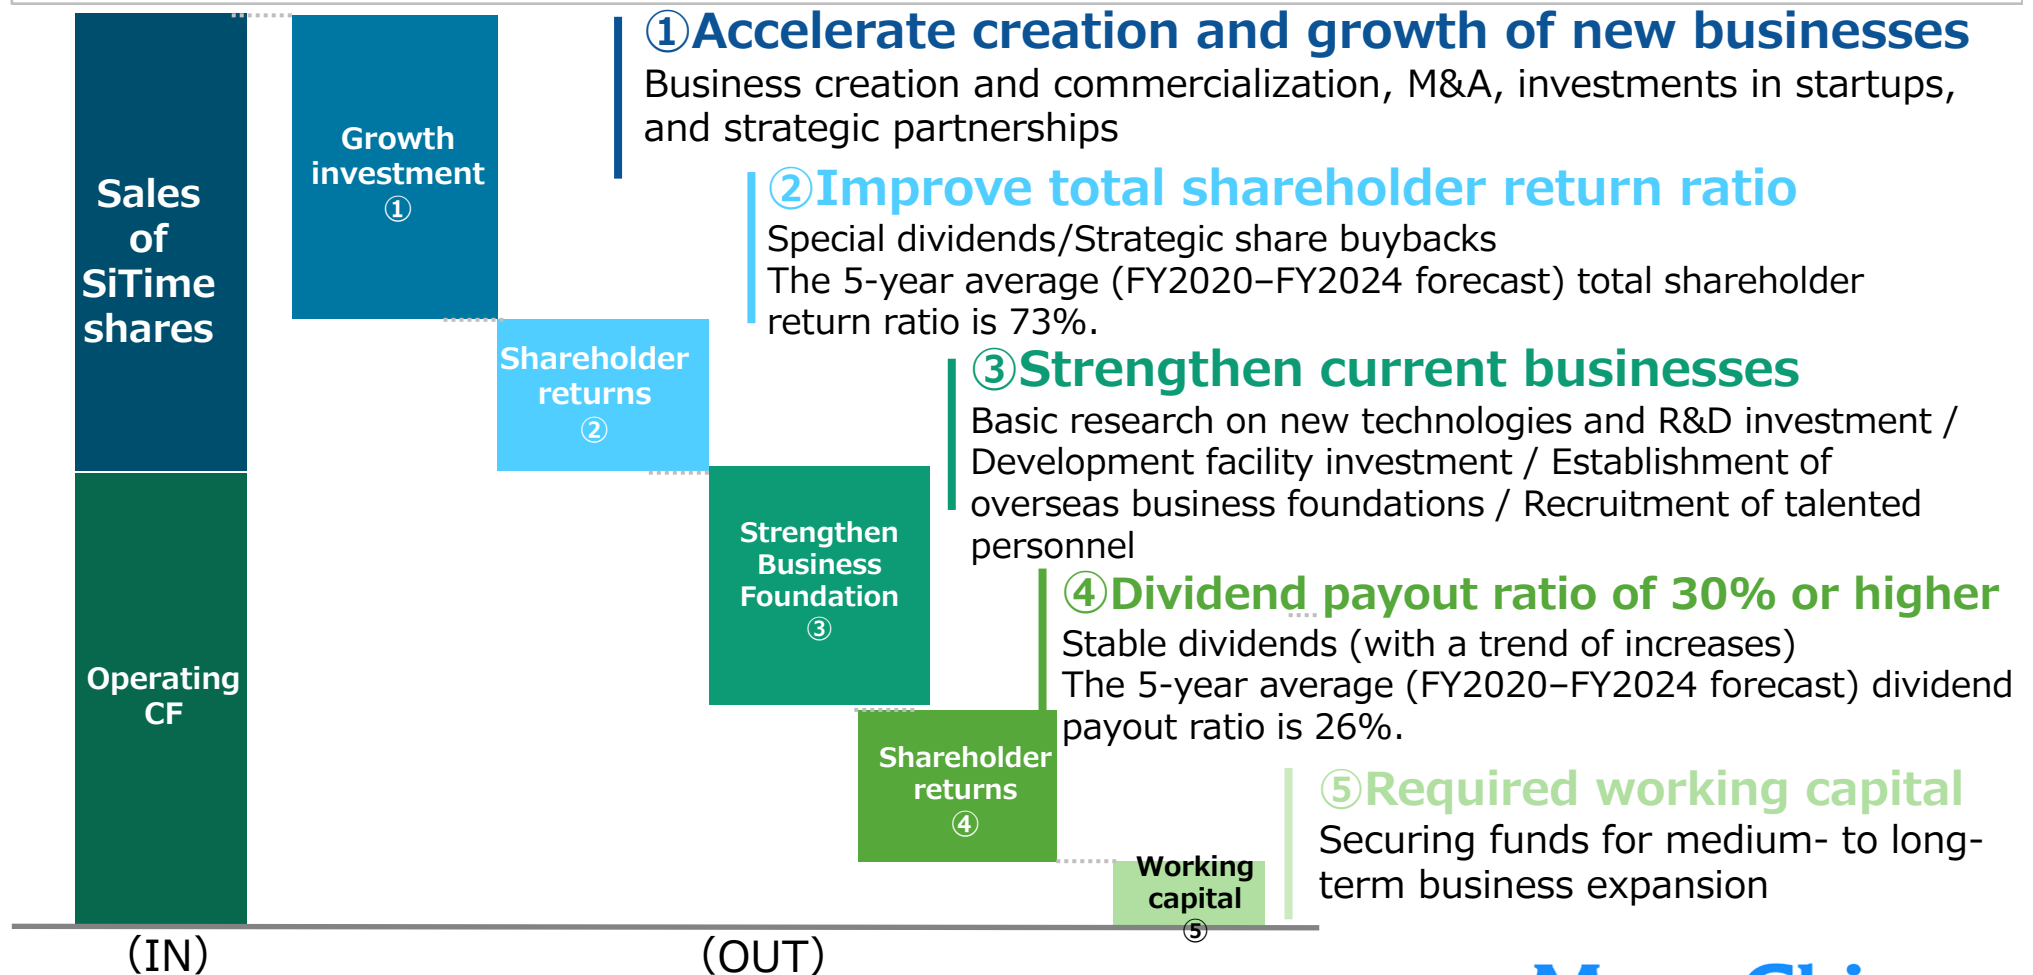 Sales
of
SiTime
shares
Operating
CF
Growth
investment
①
Shareholder
returns
②
Strengthen
Business
Foundation
③
Shareholder
returns
④
Working
capital
⑤
①Accelerate creation and growth of new businesses
Business creation and commercialization, M&A, investments in startups,
and strategic partnerships
②Improve total shareholder return ratio
Special dividends/Strategic share buybacks
The 5-year average (FY2020–FY2024 forecast) total shareholder
return ratio is 73%.
③Strengthen current businesses
Basic research on new technologies and R&D investment /
Development facility investment / Establishment of
overseas business foundations / Recruitment of talented
personnel
④Dividend payout ratio of 30% or higher
Stable dividends (with a trend of increases)
The 5-year average (FY2020–FY2024 forecast) dividend
payout ratio is 26%.
⑤Required working capital
Securing funds for medium- to long-
term business expansion
（IN）
（OUT）